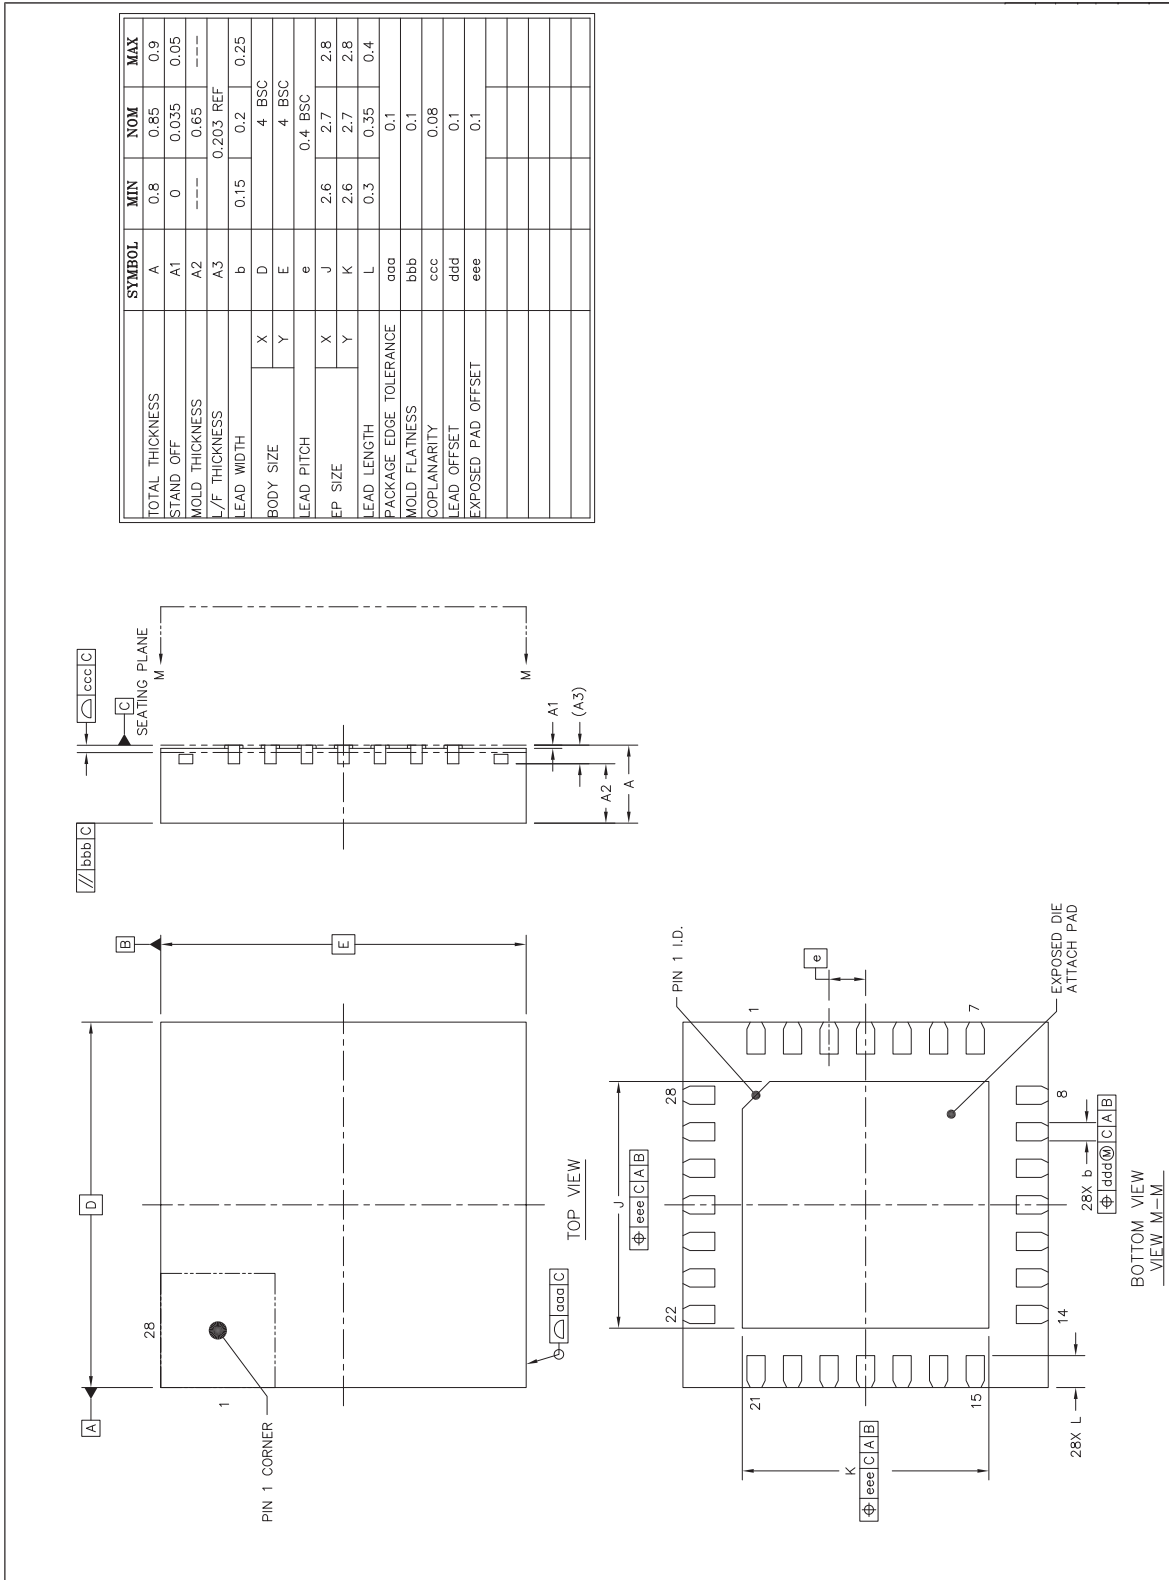 SYMBOL MIN NOM MAX
TOTAL THICKNESS A 0.8 0.85 0.9
STAND OFF A1 0 0.035 0.05
MOLD THICKNESS A2 --- 0.65 ---
L/F THICKNESS A3 0.203 REF
LEAD WIDTH b 0.15 0.2 0.25
BODY SIZE X D 4 BSC
Y E 4 BSC
LEAD PITCH e 0.4 BSC
EP SIZE X J 2.6 2.7 2.8
Y K 2.6 2.7 2.8
LEAD LENGTH L 0.3 0.35 0.4
PACKAGE EDGE TOLERANCE aaa 0.1
MOLD FLATNESS bbb 0.1
COPLANARITY ccc 0.08
LEAD OFFSET ddd 0.1
EXPOSED PAD OFFSET eee 0.1
// bbb C
⌓ ccc C
C
SEATING PLANE
M
M
A1
(A3)
A2
A
A
D
B
E
28
1
PIN 1 CORNER
⌓ aaa C
TOP VIEW
J
⌖ eee C A B
K
⌖ eee C A B
PIN 1 I.D.
e
EXPOSED DIE
ATTACH PAD
22
28
1
7
8
14
15
21
28X L
28X b
⌖ ddd Ⓜ C A B
BOTTOM VIEW
VIEW M-M